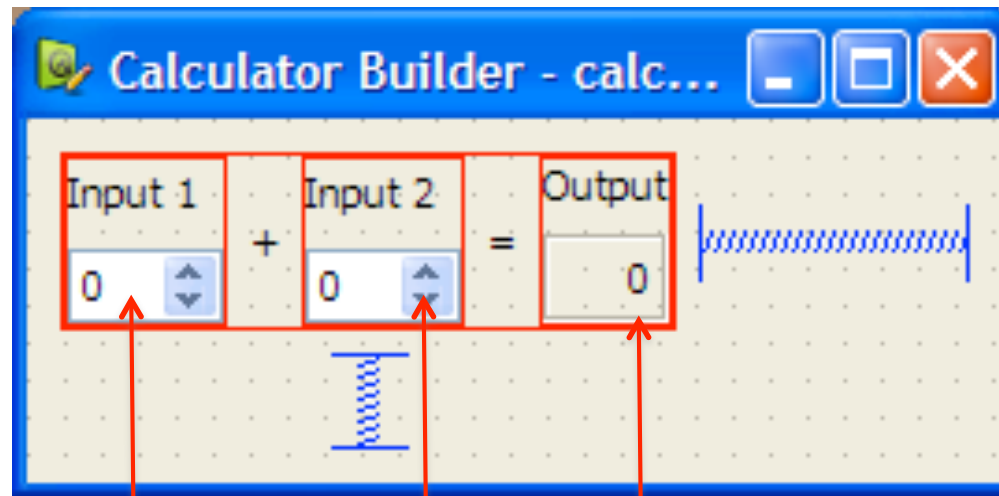 Calculator Builder - calc...
Input 1 Input 2 Output
+ =
0 0 0